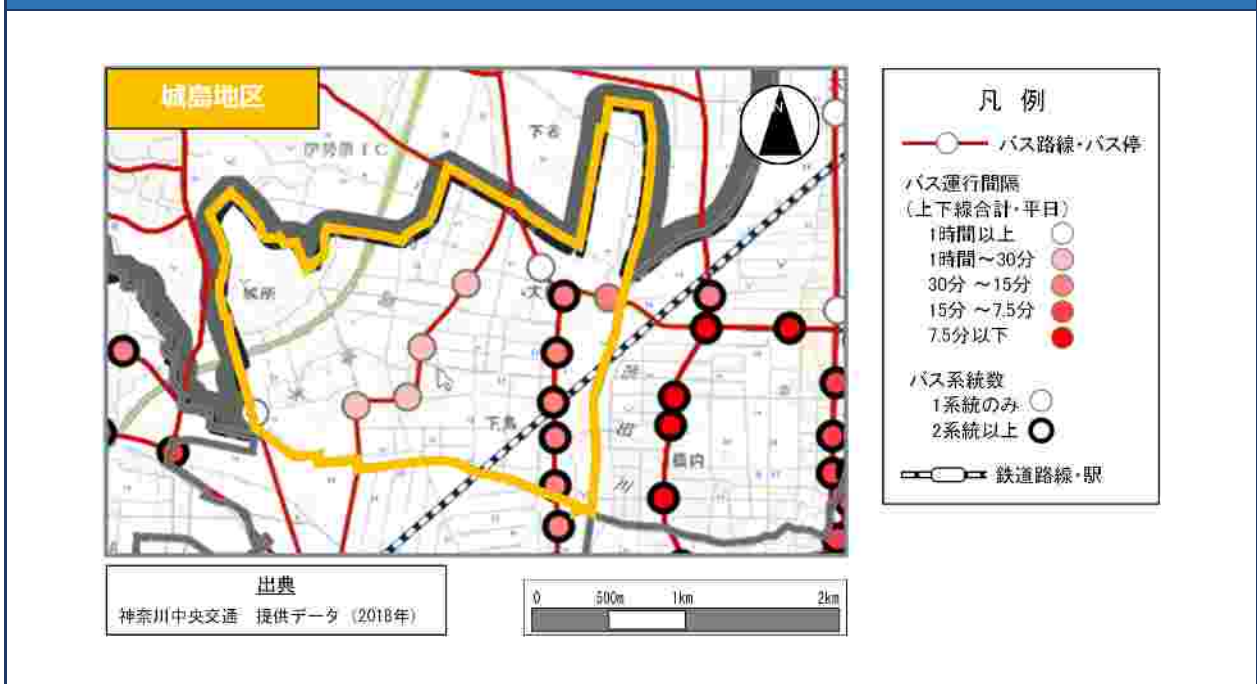 城島地区
N
下谷
伊勢原IC
城所
大
下島
横内
相
川
凡 例
バス路線・バス停
バス運行間隔
(上下線合計・平日)
1時間以上
1時間～30分
30分 ～15分
15分 ～7.5分
7.5分以下
バス系統数
1系統のみ
2系統以上
鉄道路線・駅
出典
神奈川中央交通 提供データ (2018年)
0 500m 1km 2km